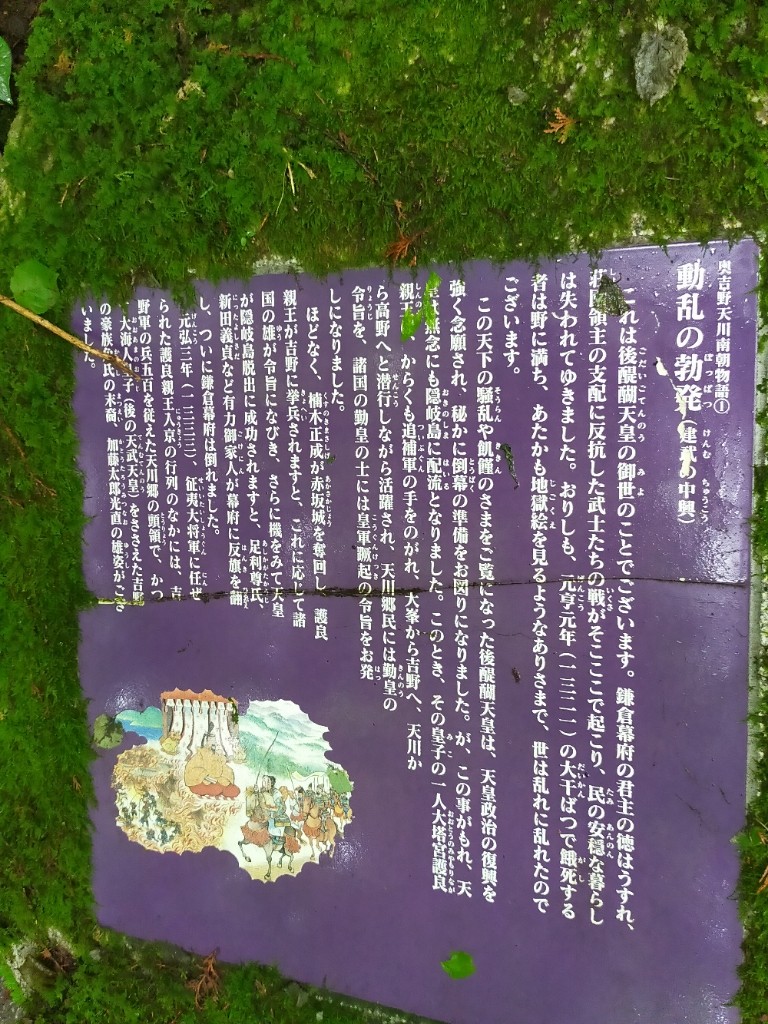 奥吉野天川南朝物語①
動乱の勃発(建武の中興)
これは後醍醐天皇の御世のことでございます。鎌倉幕府の君主の徳はうすれ、
荘園領主の支配に反抗した武士たちの戦がそこここで起こり、民の安穏な暮らし
は失われてゆきました。おりしも、元亨元年(一三二一)の大干ばつで餓死する
者は野に満ち、あたかも地獄絵を見るようなありさまで、世は乱れに乱れたので
ございます。
この天下の騒乱や飢饉のさまをご覧になった後醍醐天皇は、天皇政治の復興を
強く念願され、秘かに倒幕の準備をお図りになりました。が、この事がもれ、天
皇は無念にも隠岐島に配流となりました。このとき、その皇子の一人大塔宮護良
親王は、からくも追補軍の手をのがれ、大峯から吉野へ、天川か
ら高野へと潜行しながら活躍され、天川郷民には勤皇の
令旨を、諸国の勤皇の士には皇軍蹶起の令旨をお発
しになりました。
ほどなく、楠木正成が赤坂城を奪回し、護良
親王が吉野に挙兵されますと、これに応じて諸
国の雄が令旨になびき、さらに機をみて天皇
が隠岐島脱出に成功されますと、足利尊氏、
新田義貞など有力御家人が幕府に反旗を翻
し、ついに鎌倉幕府は倒れました。
元弘三年(一三三三)、征夷大将軍に任ぜ
られた護良親王入京の行列のなかには、吉
野軍の兵五百を従えた天川郷の頭領で、かつ
て大海人皇子(後の天武天皇)をささえた吉野
の豪族 氏の末裔、加藤太郎光直の雄姿がござ
いました。